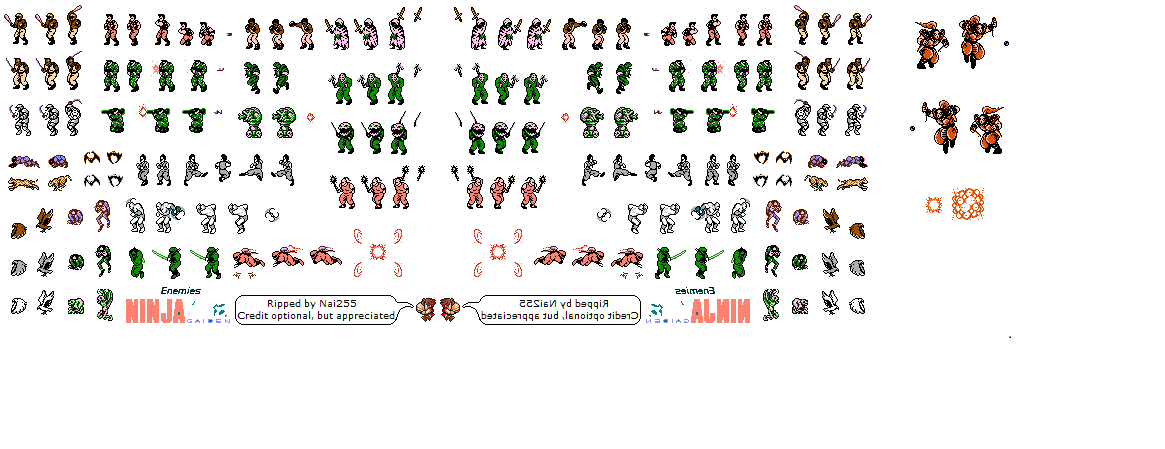 Enemies
NINJA
GAIDEN
Ripped by Nai255
Credit optional, but appreciated
Ripped by Nai255
Credit optional, but appreciated
Enemies
NINJA
GAIDEN